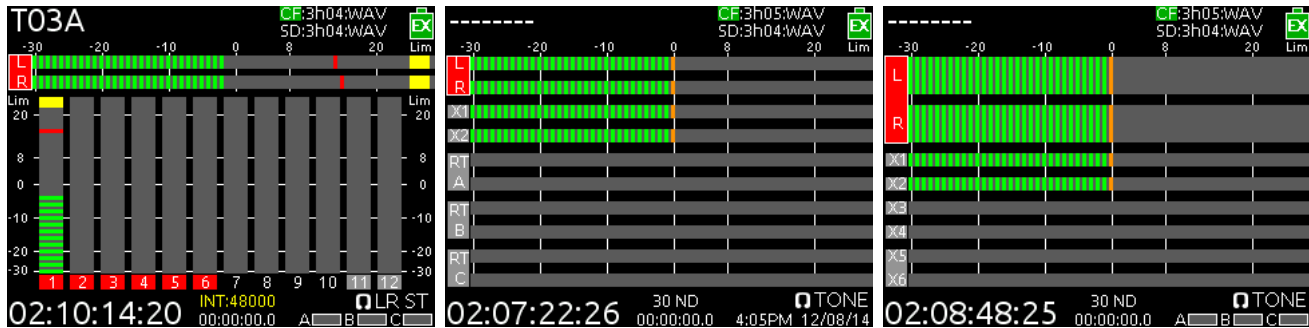 T03A CF:3h04:WAV EX
SD:3h04:WAV
-30 -20 -10 0 8 20 Lim
L
R
Lim Lim
20 20
8 8
0 0
-10 -10
-20 -20
-30 -30
1 2 3 4 5 6 7 8 9 10 11 12
02:10:14:20 INT:48000 LR ST
00:00:00.0 A B C
-------- CF:3h05:WAV EX
SD:3h04:WAV
-30 -20 -10 0 8 20 Lim
L
R
X1
X2
RT
A
RT
B
RT
C
02:07:22:26 30 ND TONE
00:00:00.0 4:05PM 12/08/14
-------- CF:3h05:WAV EX
SD:3h04:WAV
-30 -20 -10 0 8 20 Lim
L
R
X1
X2
X3
X4
X5
X6
02:08:48:25 30 ND TONE
00:00:00.0 A B C